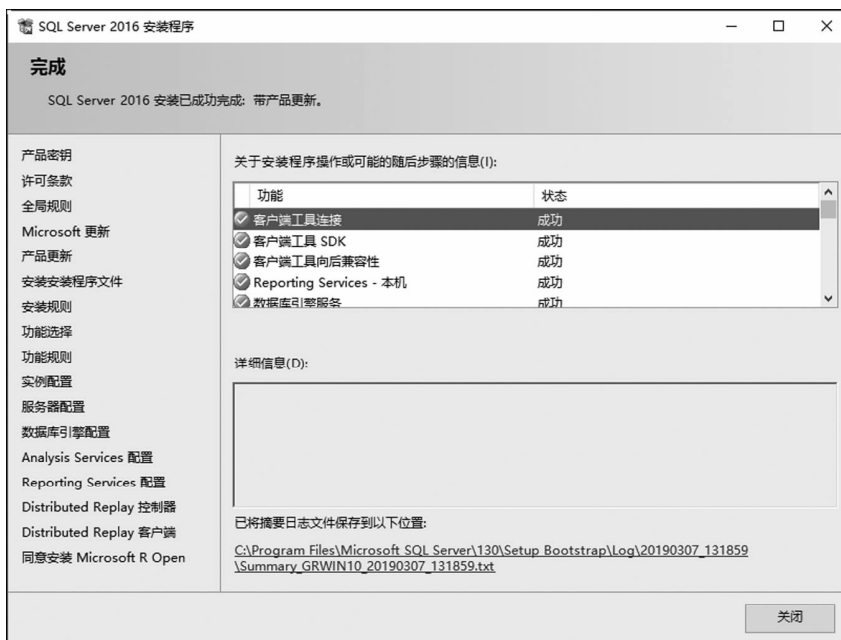 SQL Server 2016 安装程序
完成
SQL Server 2016 安装已成功完成: 带产品更新。
产品密钥
许可条款
全局规则
Microsoft 更新
产品更新
安装安装程序文件
安装规则
功能选择
功能规则
实例配置
服务器配置
数据库引擎配置
Analysis Services 配置
Reporting Services 配置
Distributed Replay 控制器
Distributed Replay 客户端
同意安装 Microsoft R Open
关于安装程序操作或可能的随后步骤的信息(I):
功能 状态
客户端工具连接 成功
客户端工具 SDK 成功
客户端工具向后兼容性 成功
Reporting Services - 本机 成功
数据库引擎服务 成功
详细信息(D):
已将摘要日志文件保存到以下位置:
C:\Program Files\Microsoft SQL Server\130\Setup Bootstrap\Log\20190307_131859
\Summary_GRWIN10_20190307_131859.txt
关闭